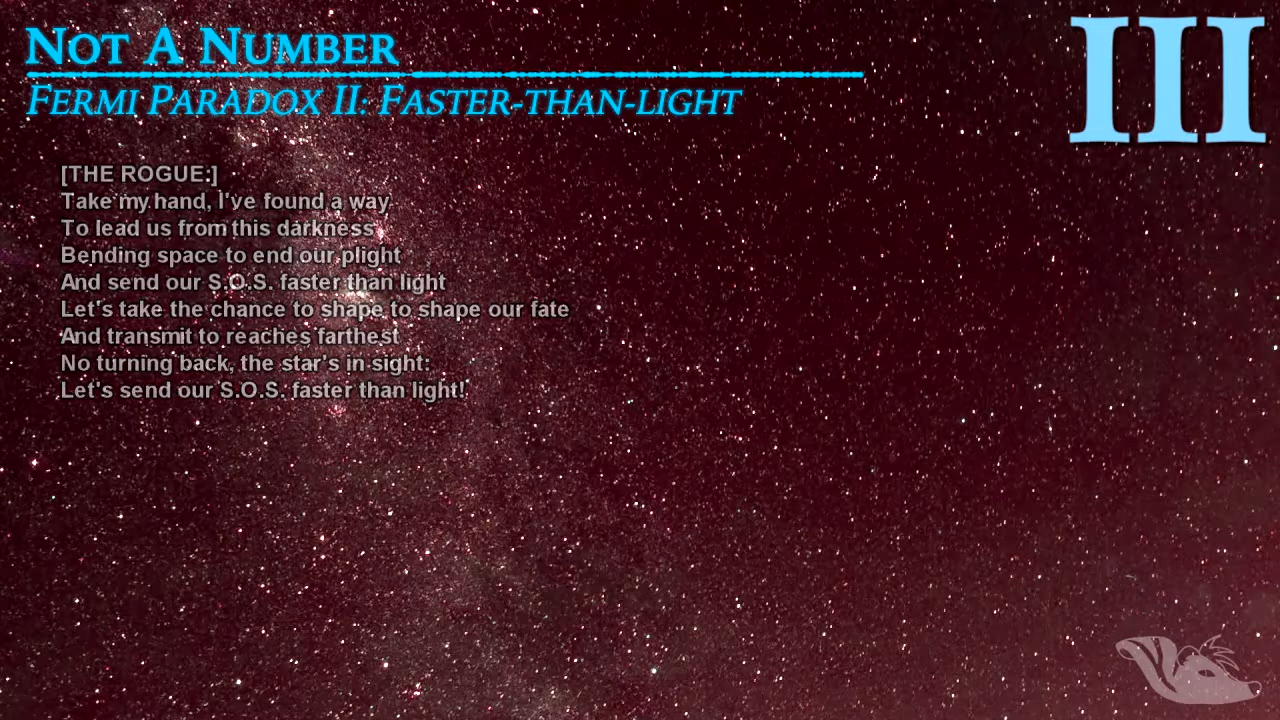 Not A Number
Fermi Paradox II: Faster-than-light
III
[THE ROGUE:]
Take my hand, I've found a way
To lead us from this darkness
Bending space to end our plight
And send our S.O.S. faster than light
Let's take the chance to shape to shape our fate
And transmit to reaches farthest
No turning back, the star's in sight:
Let's send our S.O.S. faster than light!